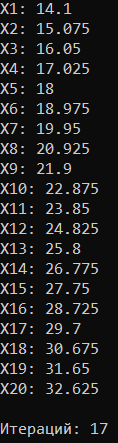 X1: 14.1
X2: 15.075
X3: 16.05
X4: 17.025
X5: 18
X6: 18.975
X7: 19.95
X8: 20.925
X9: 21.9
X10: 22.875
X11: 23.85
X12: 24.825
X13: 25.8
X14: 26.775
X15: 27.75
X16: 28.725
X17: 29.7
X18: 30.675
X19: 31.65
X20: 32.625
Итераций: 17